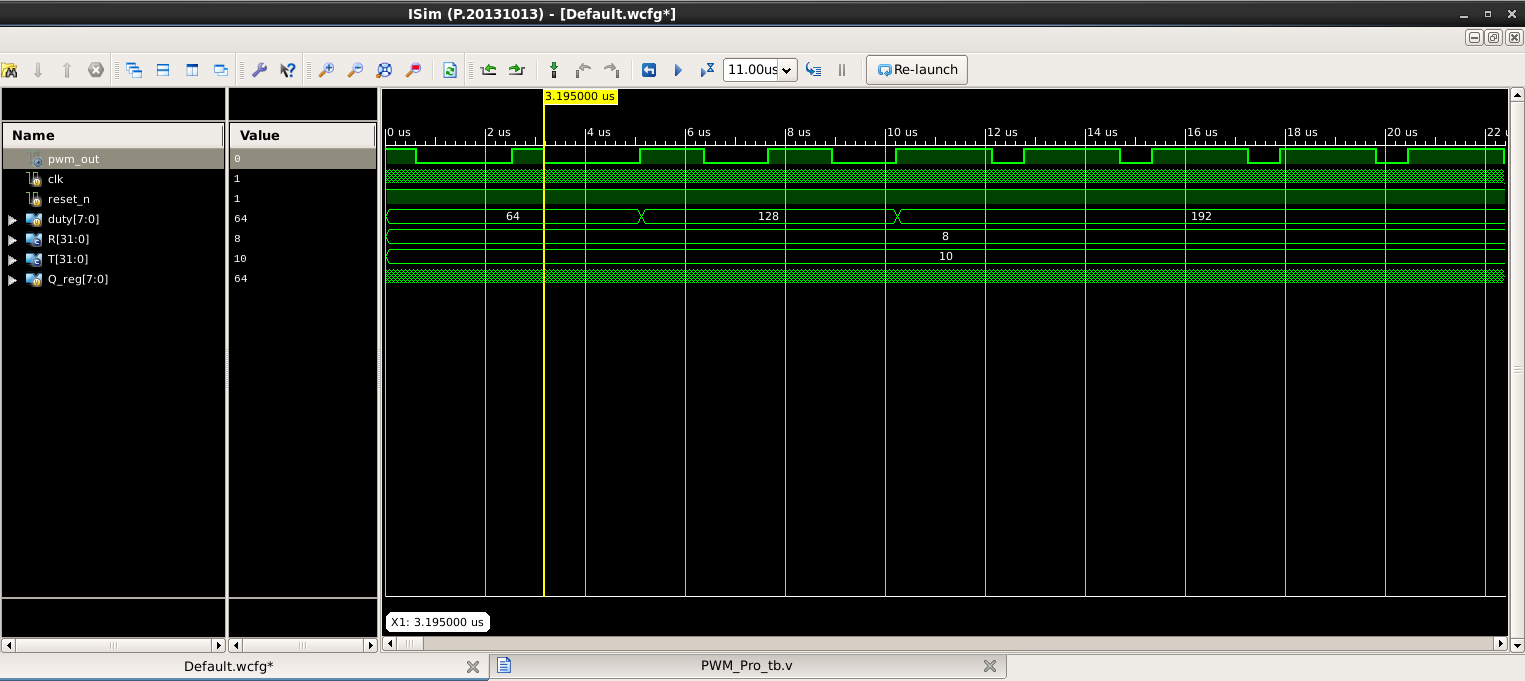 ISim (P.20131013) - [Default.wcfg*]
11.00us
Re-launch
3.195000 us
Name
Value
0 us
2 us
4 us
6 us
8 us
10 us
12 us
14 us
16 us
18 us
20 us
22 u
pwm_out
0
clk
1
reset_n
1
duty[7:0]
64
64
128
192
R[31:0]
8
8
T[31:0]
10
10
Q_reg[7:0]
64
X1: 3.195000 us
Default.wcfg*
PWM_Pro_tb.v